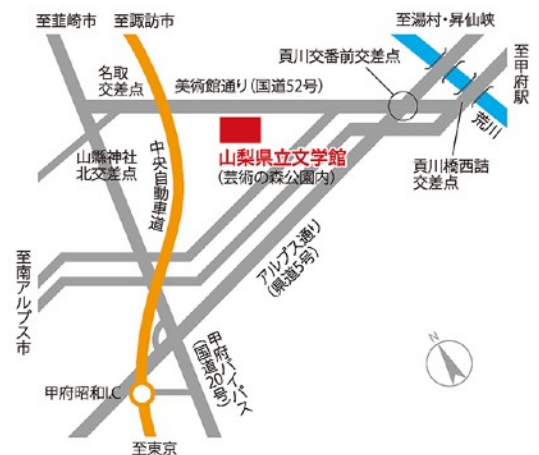 至韮崎市
至諏訪市
至湯村・昇仙峡
至甲府駅
貢川交番前交差点
名取
交差点
美術館通り(国道52号)
荒川
山梨県立文学館
(芸術の森公園内)
貢川橋西詰
交差点
山縣神社
北交差点
中央自動車道
至南アルプス市
アルプス通り
(県道5号)
甲府バイパス
(国道20号)
N
甲府昭和I.C
至東京